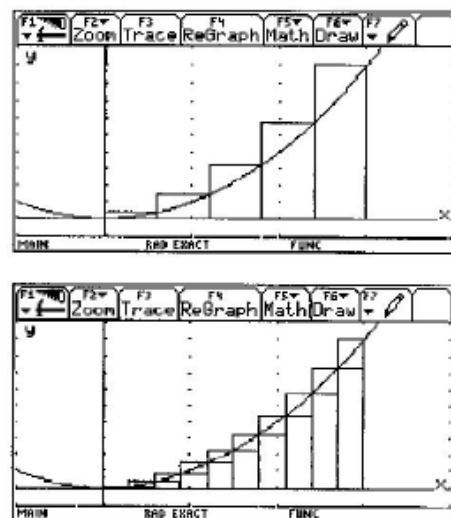 F1 F2 F3 F4 F5 F6 F7
Zoom Trace ReGraph Math Draw
y
x
MAIN RAD EXACT FUNC
F1 F2 F3 F4 F5 F6 F7
Zoom Trace ReGraph Math Draw
y
x
MAIN RAD EXACT FUNC